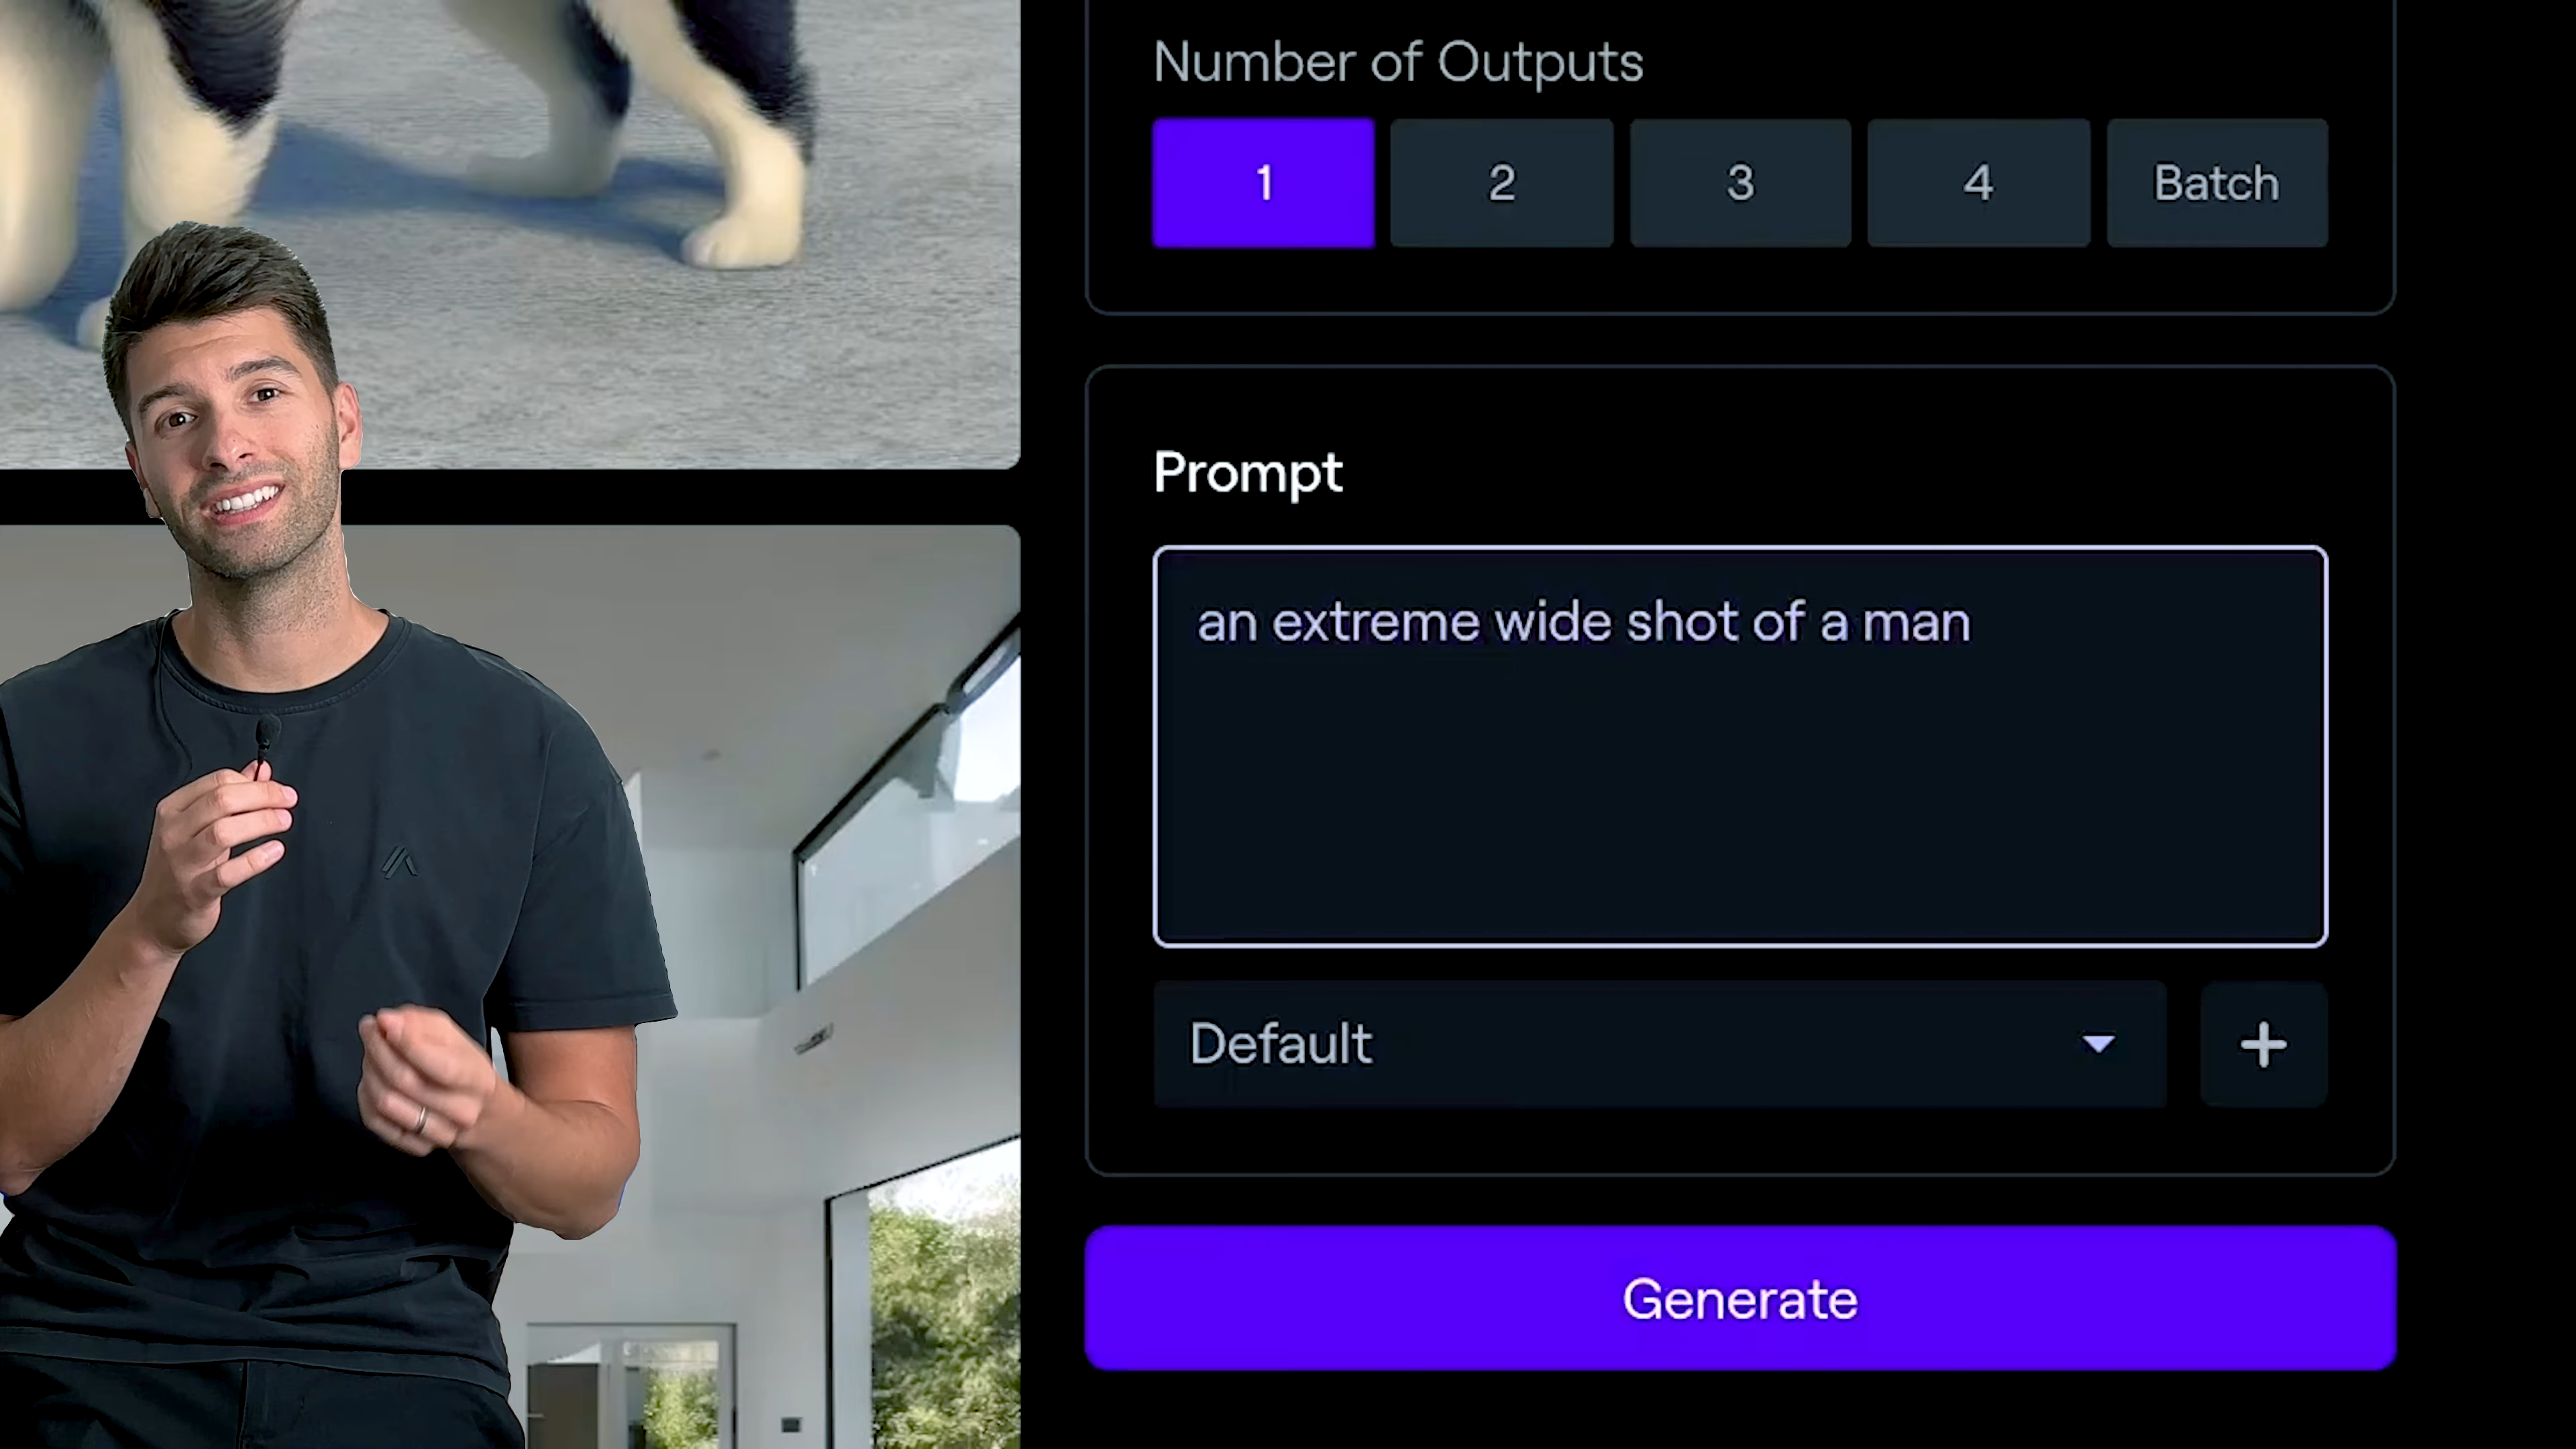 Number of Outputs
1 2 3 4 Batch
Prompt
an extreme wide shot of a man
Default
Generate